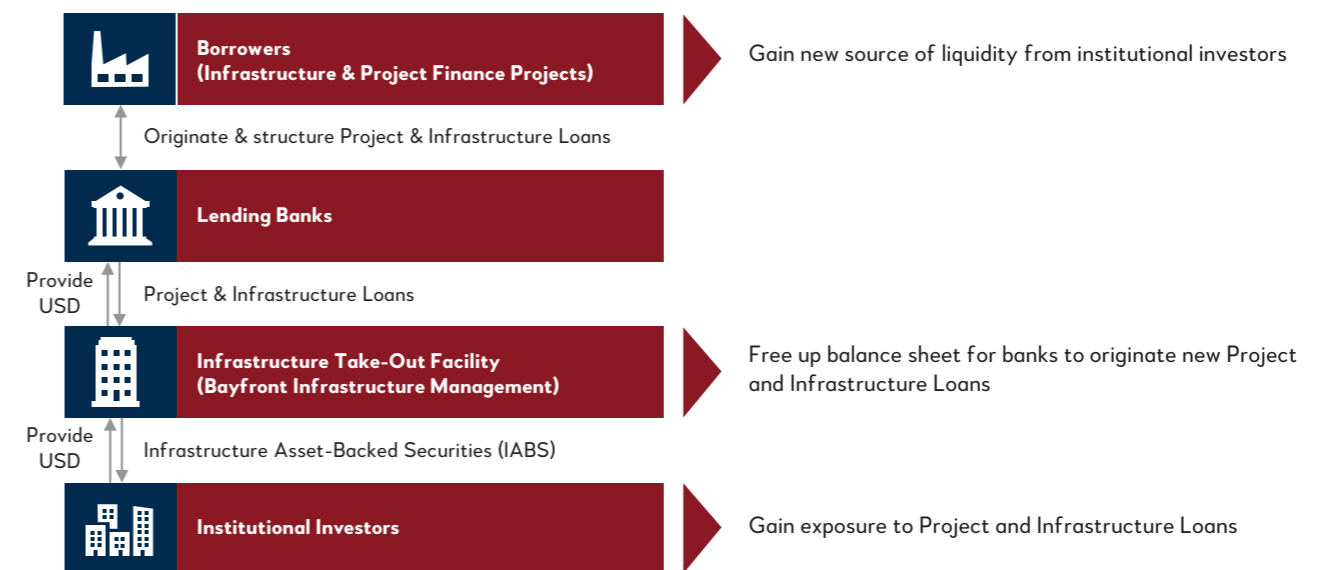 Borrowers
(Infrastructure & Project Finance Projects)
Gain new source of liquidity from institutional investors
Originate & structure Project & Infrastructure Loans
Lending Banks
Provide
USD
Project & Infrastructure Loans
Infrastructure Take-Out Facility
(Bayfront Infrastructure Management)
Free up balance sheet for banks to originate new Project
and Infrastructure Loans
Provide
USD
Infrastructure Asset-Backed Securities (IABS)
Institutional Investors
Gain exposure to Project and Infrastructure Loans